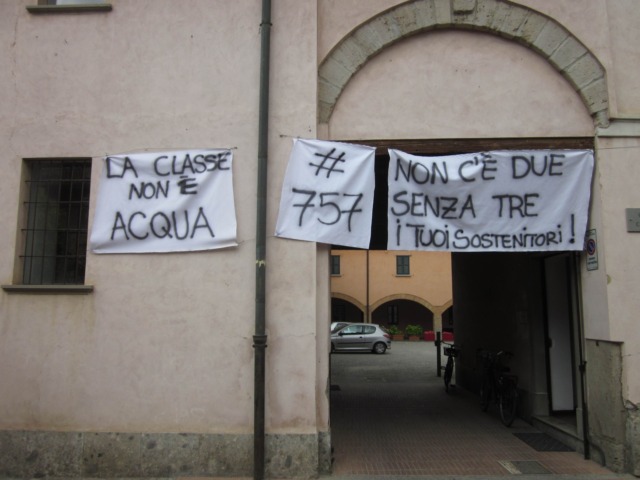 LA CLASSE
NON È
ACQUA
#
757
NON C'È DUE
SENZA TRE
i TUOI SOSTENITORI!